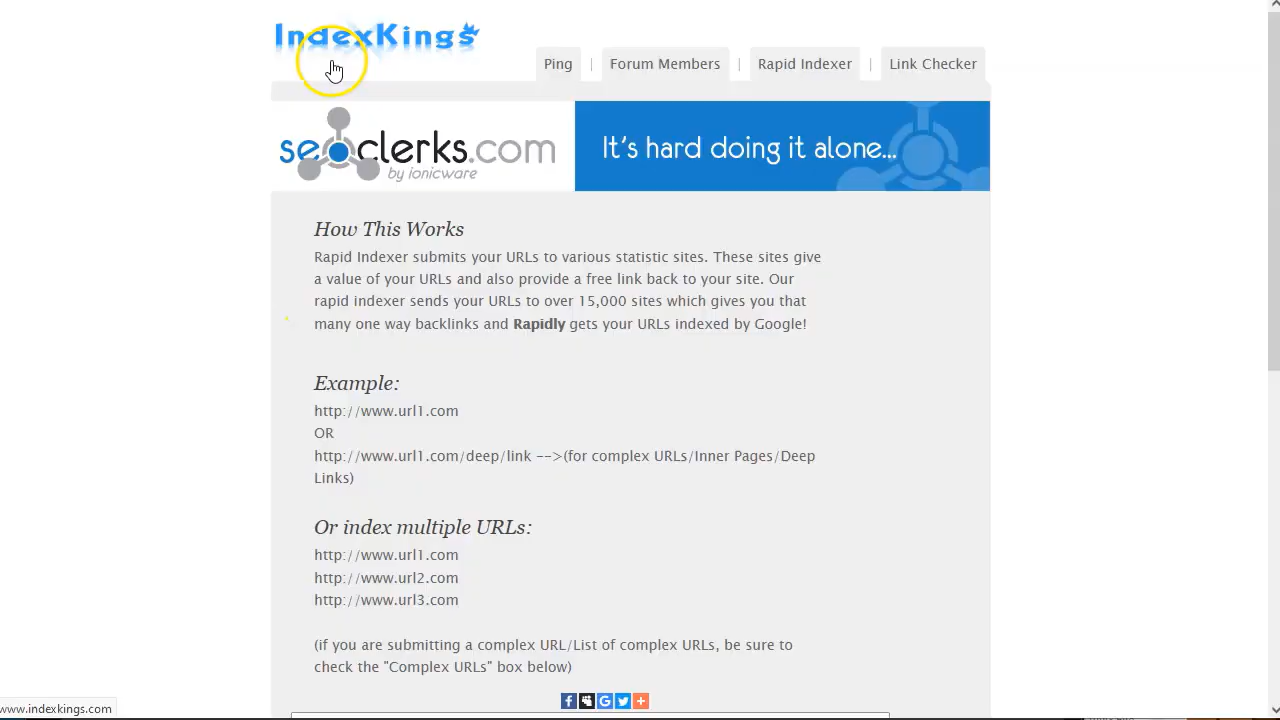 IndexKings
Ping | Forum Members | Rapid Indexer | Link Checker
seoclerks.com
by ionicware
It's hard doing it alone...
How This Works
Rapid Indexer submits your URLs to various statistic sites. These sites give
a value of your URLs and also provide a free link back to your site. Our
rapid indexer sends your URLs to over 15,000 sites which gives you that
many one way backlinks and Rapidly gets your URLs indexed by Google!
Example:
http://www.url1.com
OR
http://www.url1.com/deep/link -->(for complex URLs/Inner Pages/Deep
Links)
Or index multiple URLs:
http://www.url1.com
http://www.url2.com
http://www.url3.com
(if you are submitting a complex URL/List of complex URLs, be sure to
check the "Complex URLs" box below)
www.indexkings.com